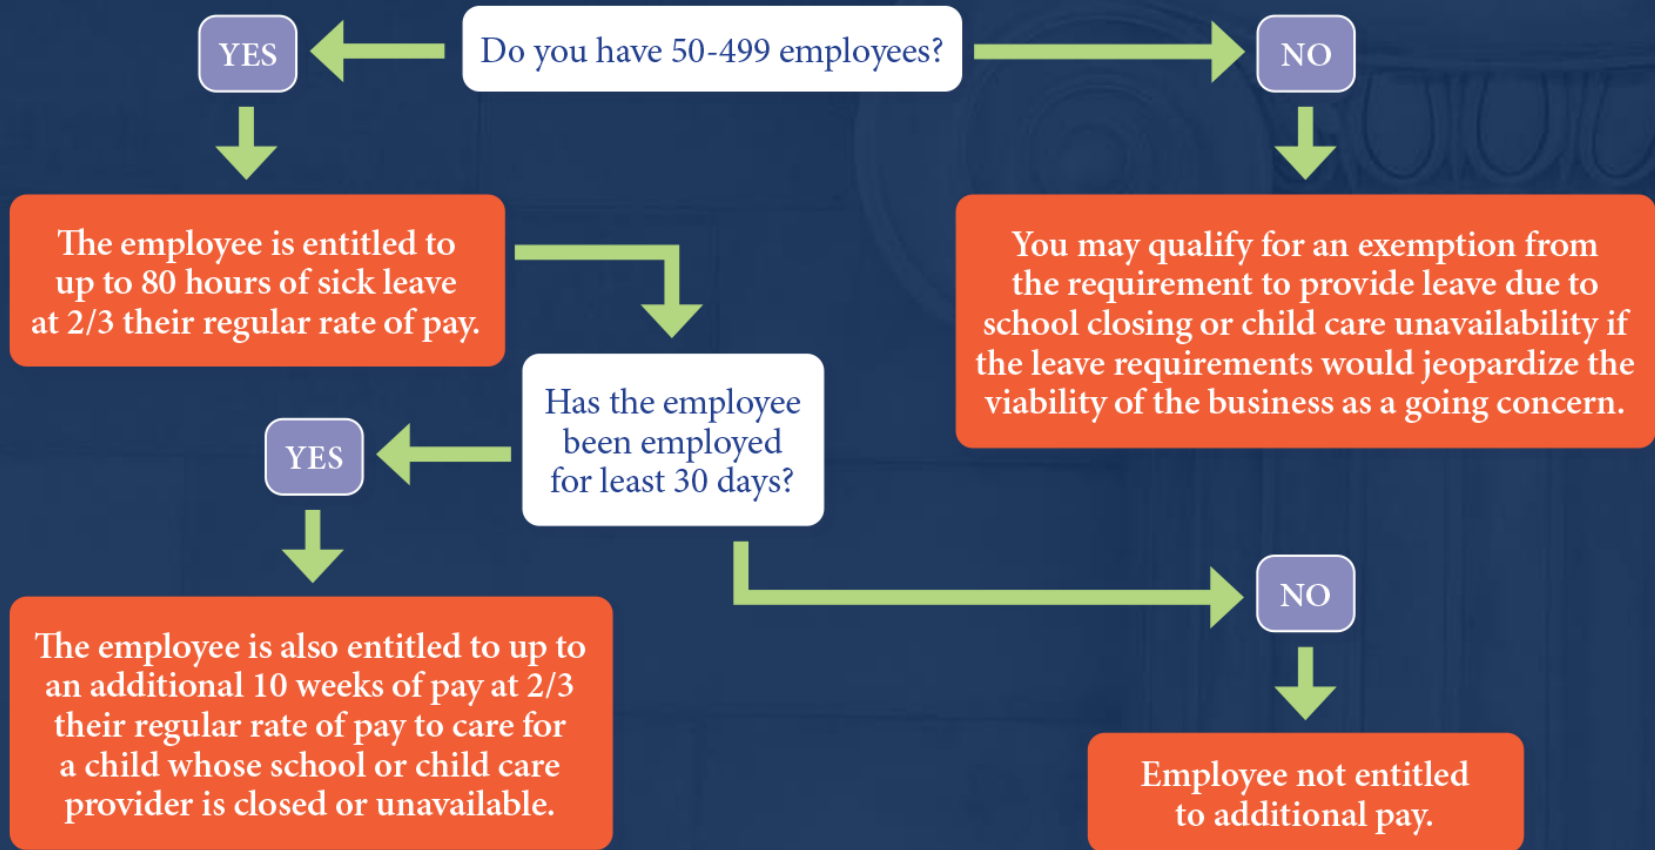 Do you have 50-499 employees?
YES
NO
The employee is entitled to
up to 80 hours of sick leave
at 2/3 their regular rate of pay.
You may qualify for an exemption from
the requirement to provide leave due to
school closing or child care unavailability if
the leave requirements would jeopardize the
viability of the business as a going concern.
Has the employee
been employed
for least 30 days?
YES
NO
The employee is also entitled to up to
an additional 10 weeks of pay at 2/3
their regular rate of pay to care for
a child whose school or child care
provider is closed or unavailable.
Employee not entitled
to additional pay.